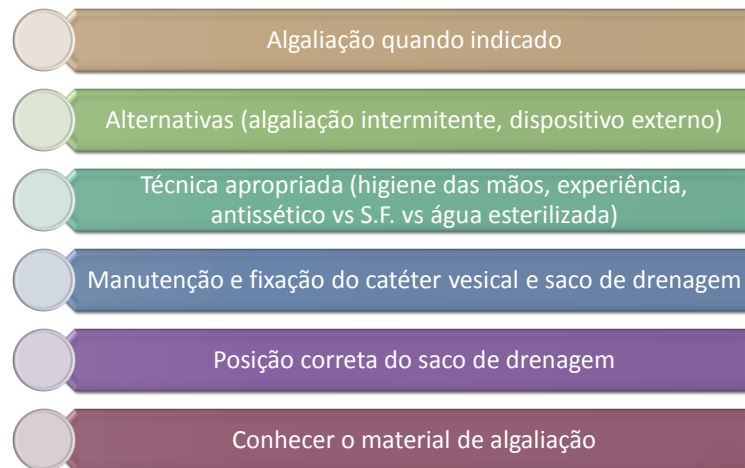 Algaliação quando indicado
Alternativas (algaliação intermitente, dispositivo externo)
Técnica apropriada (higiene das mãos, experiência,
antissético vs S.F. vs água esterilizada)
Manutenção e fixação do catéter vesical e saco de drenagem
Posição correta do saco de drenagem
Conhecer o material de algaliação